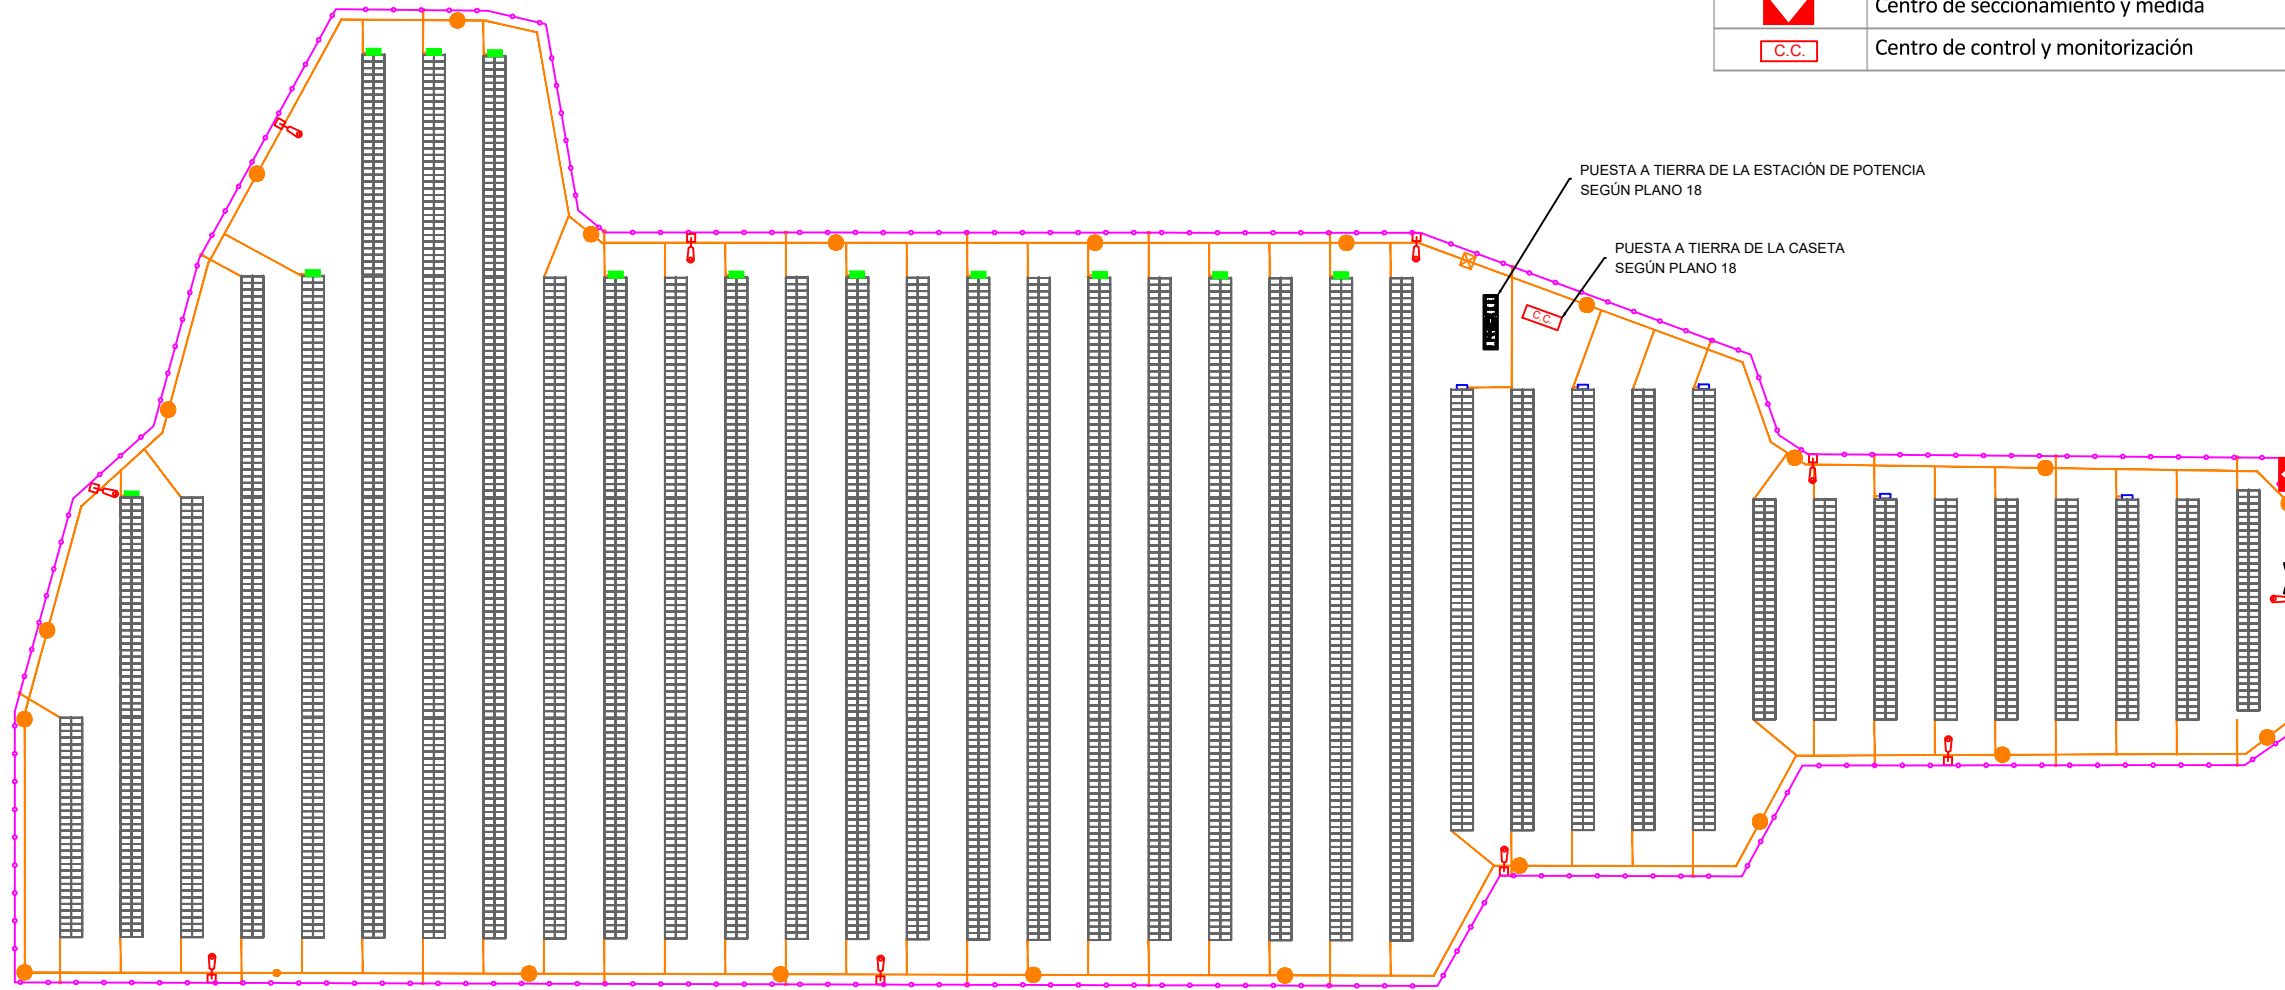 Centro de seccionamiento y medida
C.C.
Centro de control y monitorización
PUESTA A TIERRA DE LA ESTACIÓN DE POTENCIA
SEGÚN PLANO 18
PUESTA A TIERRA DE LA CASETA
SEGÚN PLANO 18
C.C.